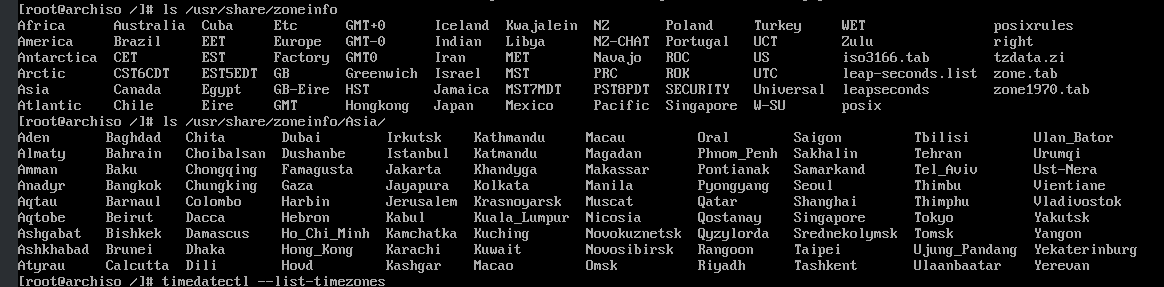 [root@archiso /]# ls /usr/share/zoneinfo
Africa Australia Cuba Etc GMT+0 Iceland Kwajalein NZ Poland Turkey WET posixrules
America Brazil EET Europe GMT-0 Indian Libya NZ-CHAT Portugal UCT Zulu right
Antarctica CET EST Factory GMT0 Iran MET Navajo ROC US iso3166.tab tzdata.zi
Arctic CST6CDT EST5EDT GB Greenwich Israel MST PRC ROK UTC leap-seconds.list zone.tab
Asia Canada Egypt GB-Eire HST Jamaica MST7MDT PST8PDT SECURITY Universal leapseconds zone1970.tab
Atlantic Chile Eire GMT Hongkong Japan Mexico Pacific Singapore W-SU posix
[root@archiso /]# ls /usr/share/zoneinfo/Asia/
Aden Baghdad Chita Dubai Irkutsk Kathmandu Macau Oral Saigon Tbilisi Ulan_Bator
Almaty Bahrain Choibalsan Dushanbe Istanbul Katmandu Magadan Phnom_Penh Sakhalin Tehran Urumqi
Amman Baku Chongqing Famagusta Jakarta Khandyga Makassar Pontianak Samarkand Tel_Aviv Ust-Nera
Anadyr Bangkok Chungking Gaza Jayapura Kolkata Manila Pyongyang Seoul Thimbu Vientiane
Aqtau Barnaul Colombo Harbin Jerusalem Krasnoyarsk Muscat Qatar Shanghai Thimphu Vladivostok
Aqtobe Beirut Dacca Hebron Kabul Kuala_Lumpur Nicosia Qostanay Singapore Tokyo Yakutsk
Ashgabat Bishkek Damascus Ho_Chi_Minh Kamchatka Kuching Novokuznetsk Qyzylorda Srednekolymsk Tomsk Yangon
Ashkhabad Brunei Dhaka Hong_Kong Karachi Kuwait Novosibirsk Rangoon Taipei Ujung_Pandang Yekaterinburg
Atyrau Calcutta Dili Hovd Kashgar Macao Omsk Riyadh Tashkent Ulaanbaatar Yerevan
[root@archiso /]# timedatectl --list-timezones